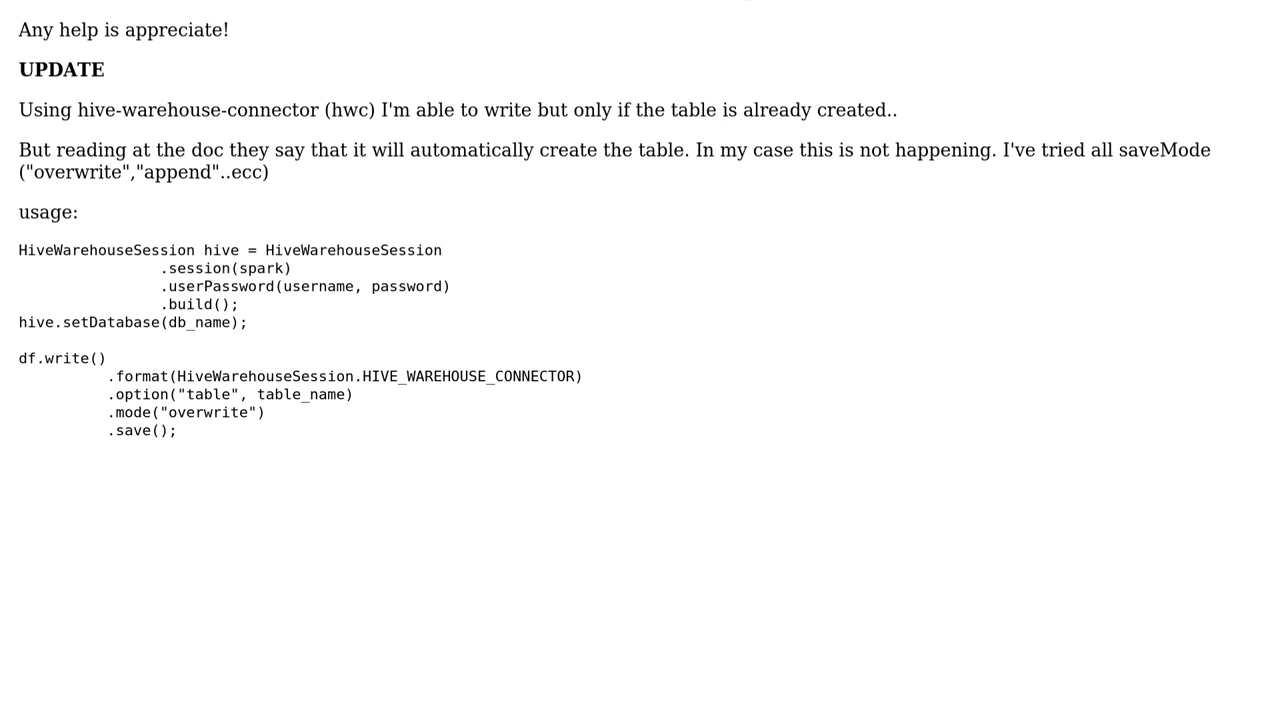 Any help is appreciate!
UPDATE
Using hive-warehouse-connector (hwc) I'm able to write but only if the table is already created..
But reading at the doc they say that it will automatically create the table. In my case this is not happening. I've tried all saveMode
("overwrite","append"..ecc)
usage:
HiveWarehouseSession hive = HiveWarehouseSession
                .session(spark)
                .userPassword(username, password)
                .build();
hive.setDatabase(db_name);
df.write()
          .format(HiveWarehouseSession.HIVE_WAREHOUSE_CONNECTOR)
          .option("table", table_name)
          .mode("overwrite")
          .save();